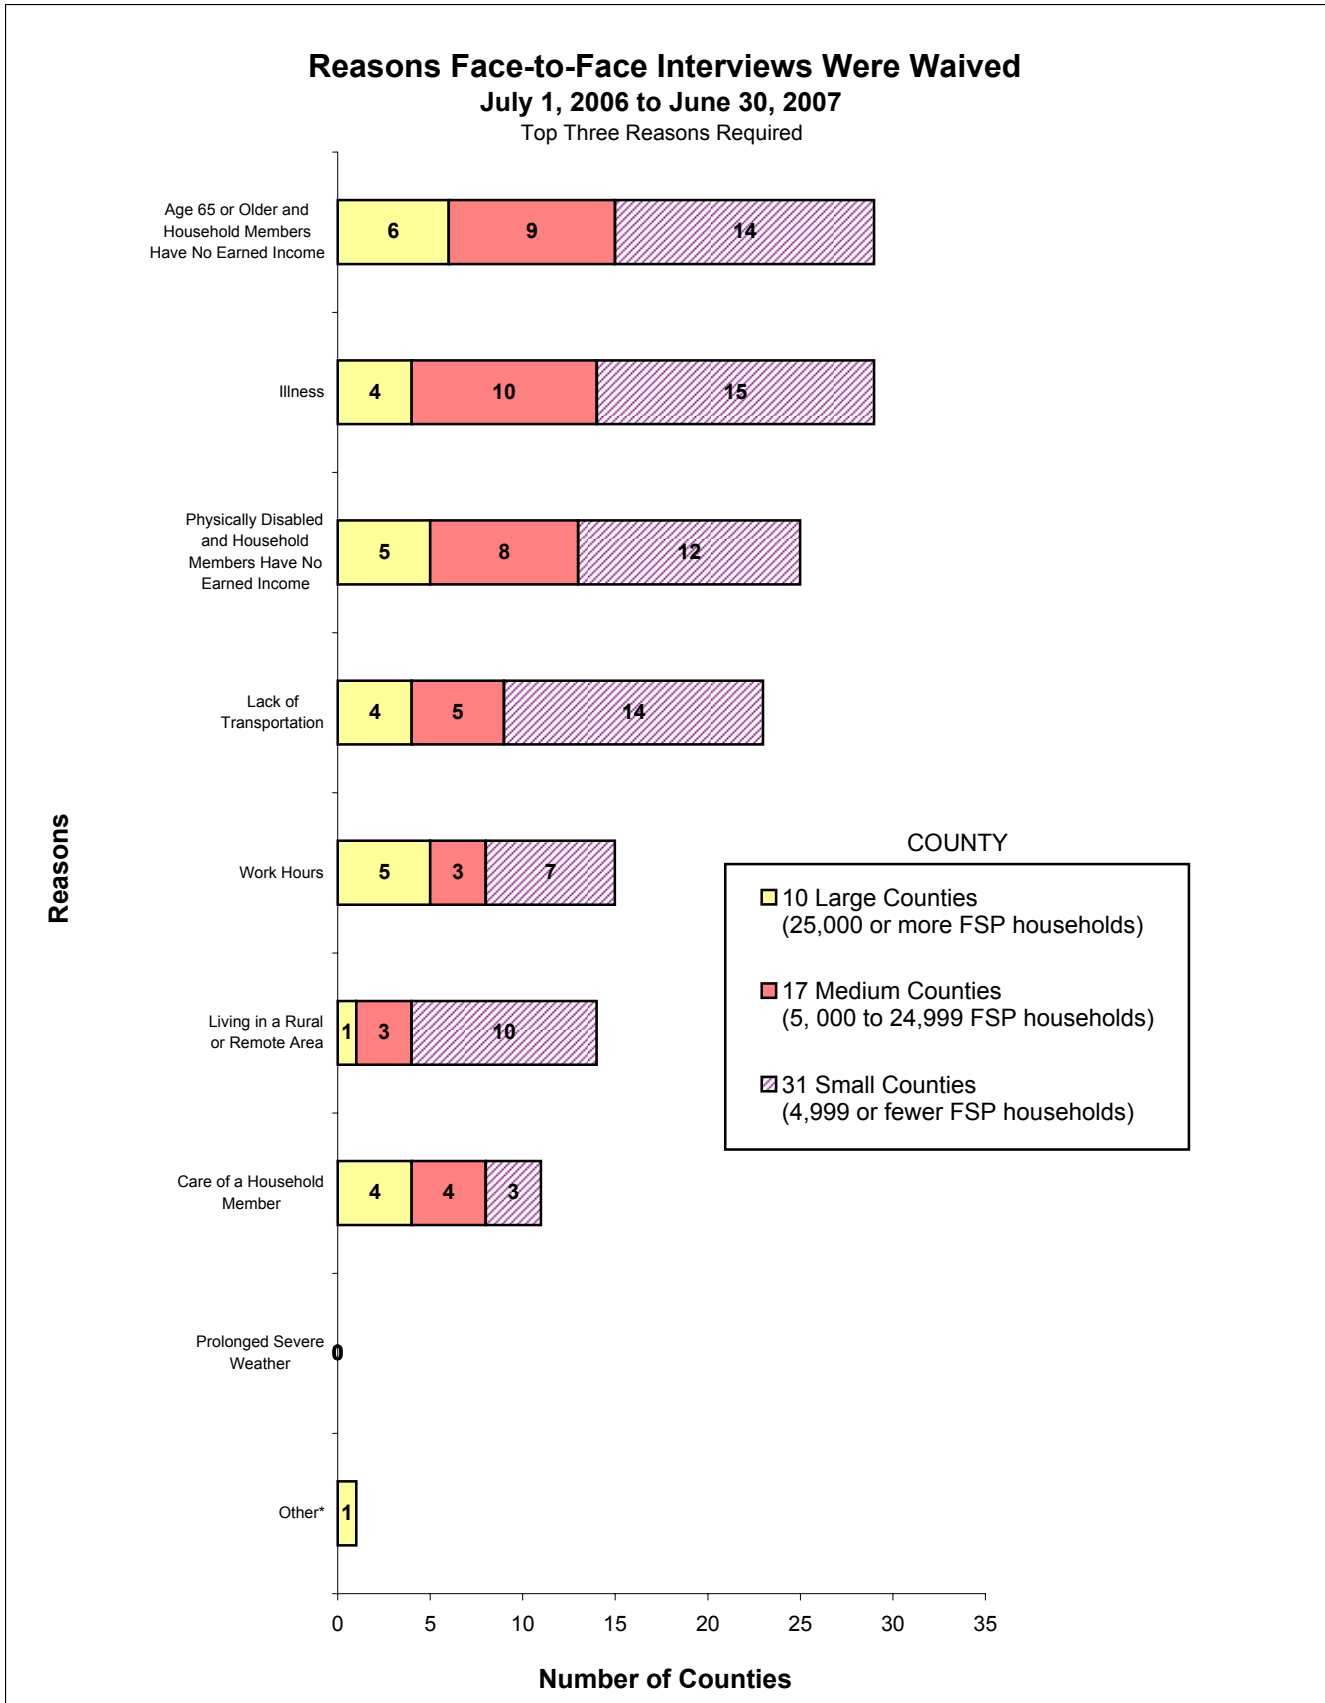 Reasons Face-to-Face Interviews Were Waived
July 1, 2006 to June 30, 2007
Top Three Reasons Required
Age 65 or Older and
Household Members
Have No Earned Income
6 9 14
Illness
4 10 15
Physically Disabled
and Household
Members Have No
Earned Income
5 8 12
Lack of
Transportation
4 5 14
Reasons
Work Hours
5 3 7
COUNTY
10 Large Counties
(25,000 or more FSP households)
17 Medium Counties
(5, 000 to 24,999 FSP households)
31 Small Counties
(4,999 or fewer FSP households)
Living in a Rural
or Remote Area
1 3 10
Care of a Household
Member
4 4 3
Prolonged Severe
Weather
0
Other*
1
0 5 10 15 20 25 30 35
Number of Counties